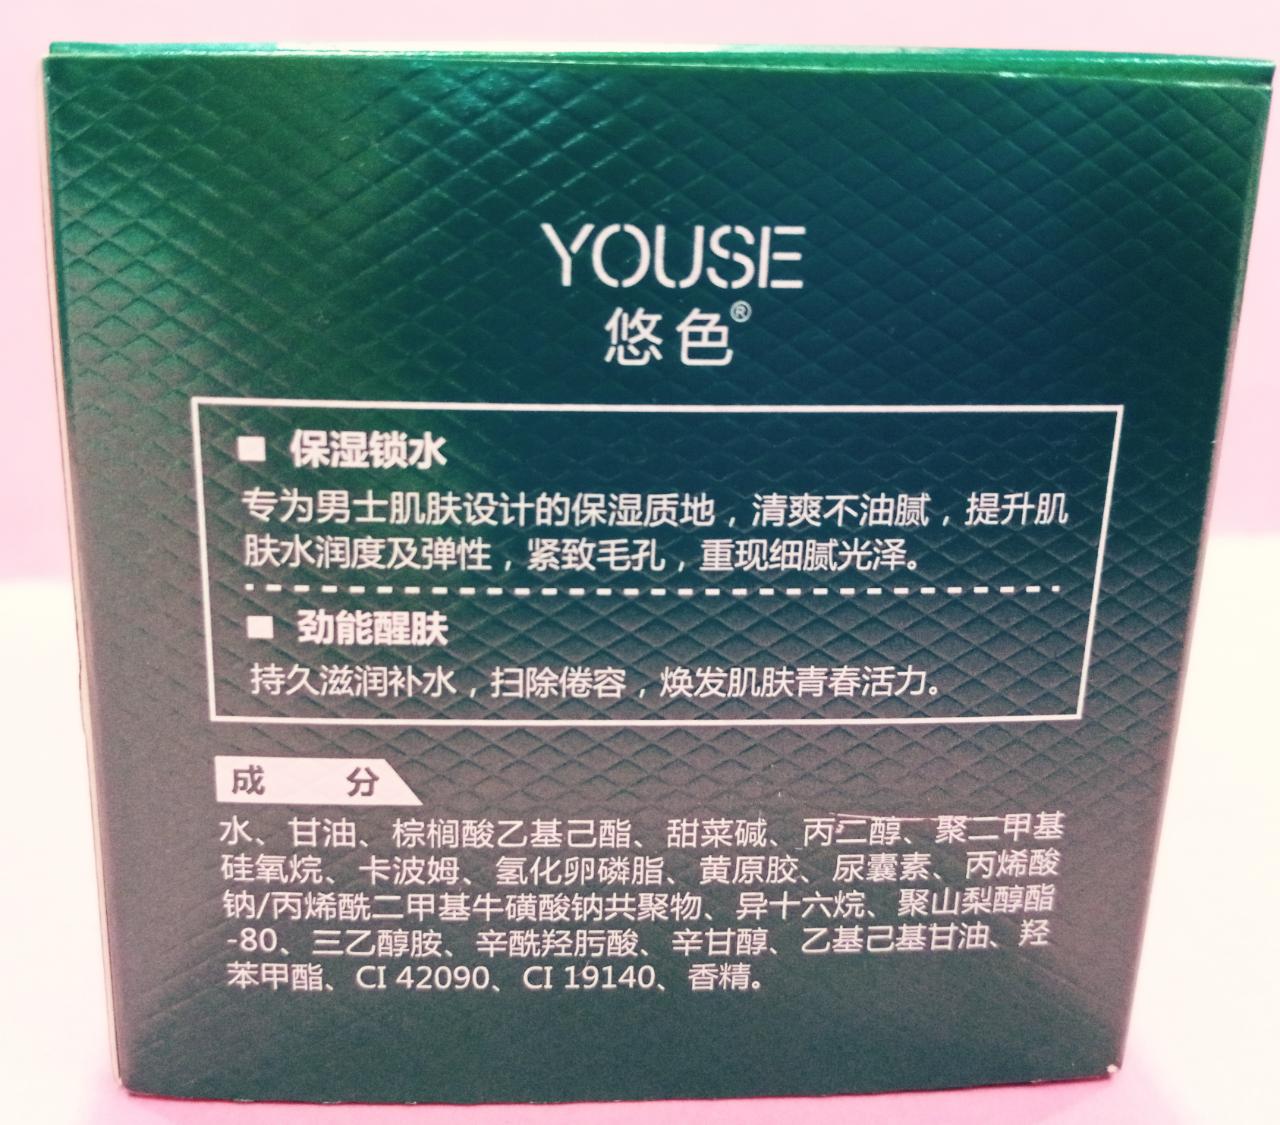 YOUSE
悠色®
■ 保湿锁水
专为男士肌肤设计的保湿质地，清爽不油腻，提升肌
肤水润度及弹性，紧致毛孔，重现细腻光泽。
■ 劲能醒肤
持久滋润补水，扫除倦容，焕发肌肤青春活力。
成 分
水、甘油、棕榈酸乙基己酯、甜菜碱、丙二醇、聚二甲基
硅氧烷、卡波姆、氢化卵磷脂、黄原胶、尿囊素、丙烯酸
钠/丙烯酰二甲基牛磺酸钠共聚物、异十六烷、聚山梨醇酯
-80、三乙醇胺、辛酰羟肟酸、辛甘醇、乙基己基甘油、羟
苯甲酯、CI 42090、CI 19140、香精。